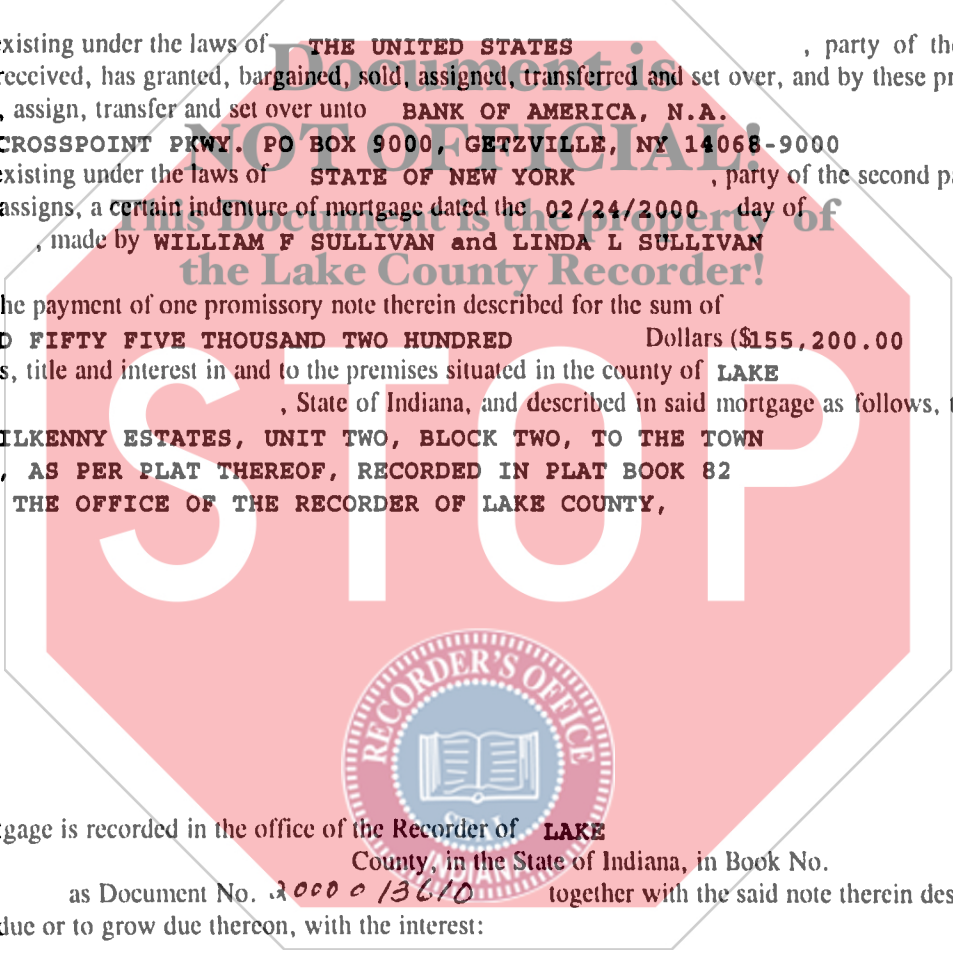 existing under the laws of THE UNITED STATES , party of the
received, has granted, bargained, sold, assigned, transferred and set over, and by these pr
, assign, transfer and set over unto BANK OF AMERICA, N.A.
CROSSPOINT PKWY. PO BOX 9000, GETZVILLE, NY 14068-9000
existing under the laws of STATE OF NEW YORK , party of the second pa
assigns, a certain indenture of mortgage dated the 02/24/2000 day of
, made by WILLIAM F SULLIVAN and LINDA L SULLIVAN
he payment of one promissory note therein described for the sum of
D FIFTY FIVE THOUSAND TWO HUNDRED Dollars ($155,200.00
s, title and interest in and to the premises situated in the county of LAKE
, State of Indiana, and described in said mortgage as follows, t
ILKENNY ESTATES, UNIT TWO, BLOCK TWO, TO THE TOWN
, AS PER PLAT THEREOF, RECORDED IN PLAT BOOK 82
THE OFFICE OF THE RECORDER OF LAKE COUNTY,
gage is recorded in the office of the Recorder of LAKE
County, in the State of Indiana, in Book No.
as Document No. 2000 013610 together with the said note therein des
due or to grow due thereon, with the interest:
Document is
NOT OFFICIAL!
This Document is the property of
the Lake County Recorder!
STOP
RECORDER'S OFFICE
SEAL
INDIANA